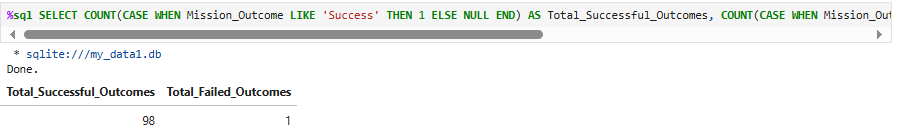 %sql SELECT COUNT(CASE WHEN Mission_Outcome LIKE 'Success' THEN 1 ELSE NULL END) AS Total_Successful_Outcomes, COUNT(CASE WHEN Mission_Out
* sqlite:///my_data1.db
Done.
Total_Successful_Outcomes Total_Failed_Outcomes
98 1